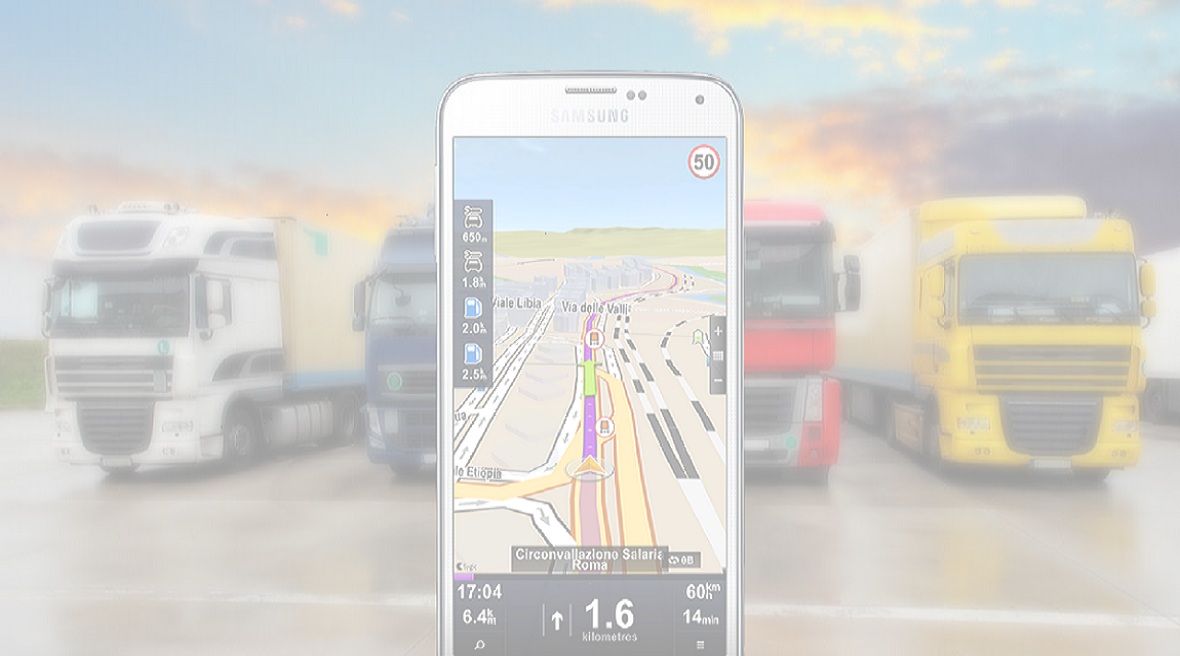 SAMSUNG
50
650m
1.8km
2.0km
2.5km
Viale Libia
Via delle Valli
le Etiopia
Circonvallazione Salaria
Roma
17:04
60km/h
6.4km
1.6
kilometres
14min